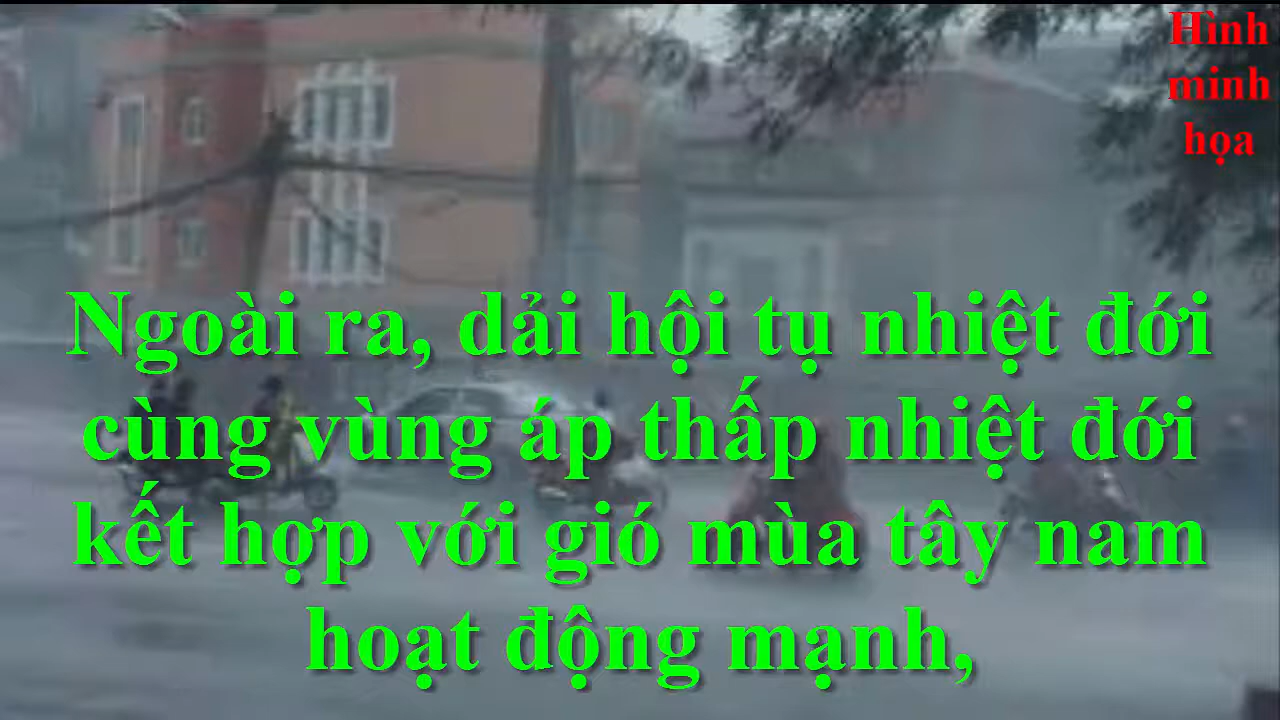 Hình
minh
họa
Ngoài ra, dải hội tụ nhiệt đới
cùng vùng áp thấp nhiệt đới
kết hợp với gió mùa tây nam
hoạt động mạnh,